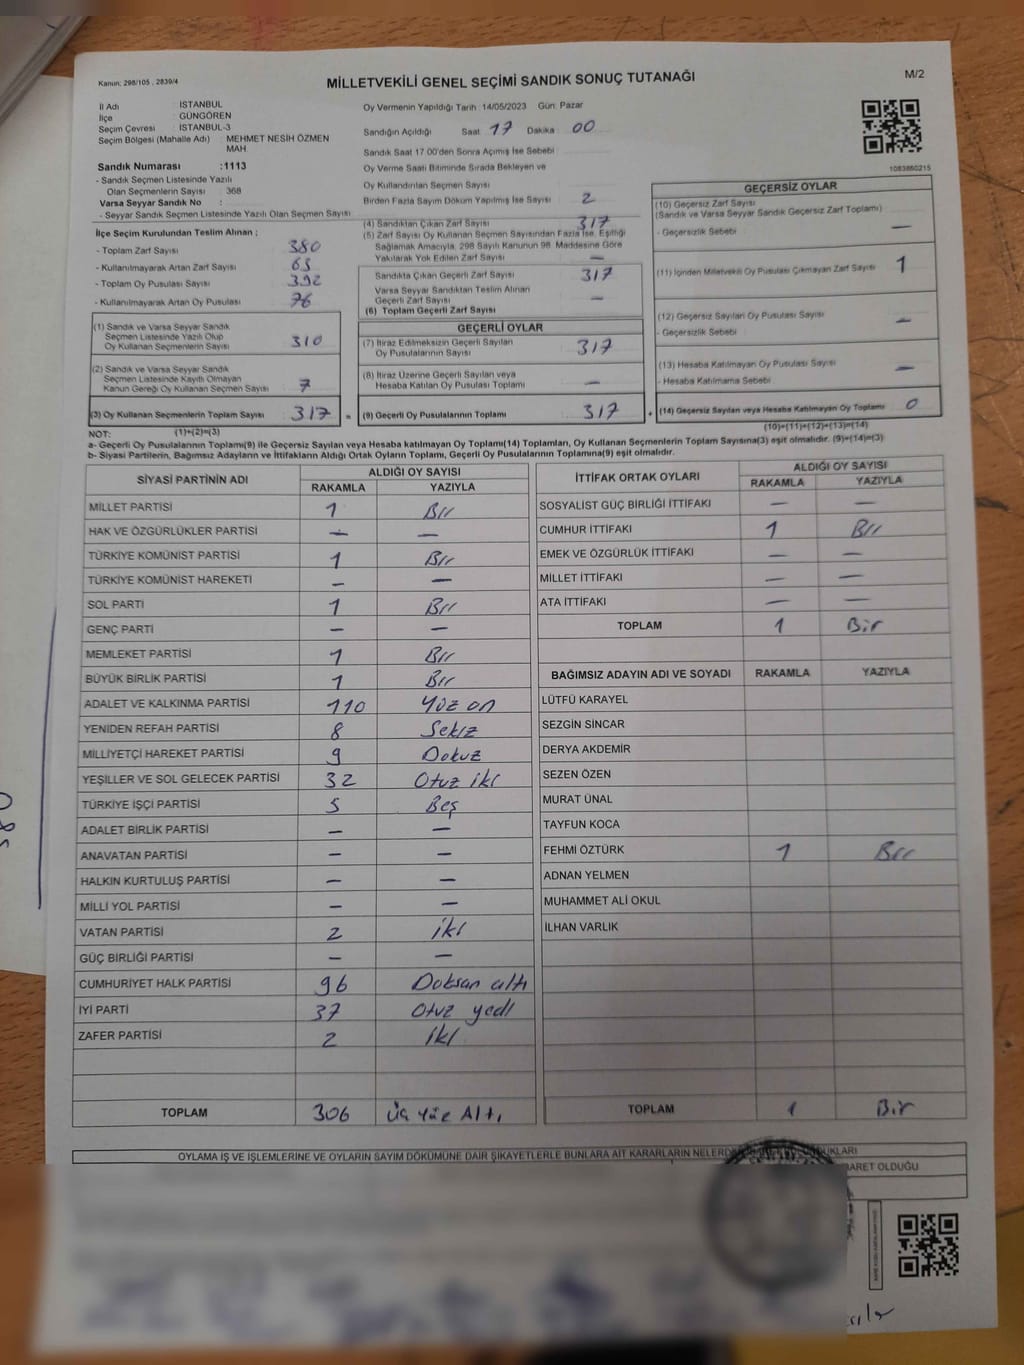 Kanun: 298/105 , 2839/4
MİLLETVEKİLİ GENEL SEÇİMİ SANDIK SONUÇ TUTANAĞI
M/2
İl Adı : İSTANBUL
İlçe : GÜNGÖREN
Seçim Çevresi : İSTANBUL-3
Seçim Bölgesi (Mahalle Adı) : MEHMET NESİH ÖZMEN
MAH.
Sandık Numarası :1113
- Sandık Seçmen Listesinde Yazılı
Olan Seçmenlerin Sayısı : 368
Varsa Seyyar Sandık No :
- Seyyar Sandık Seçmen Listesinde Yazılı Olan Seçmen Sayısı
İlçe Seçim Kurulundan Teslim Alınan ;
- Toplam Zarf Sayısı 380
- Kullanılmayarak Artan Zarf Sayısı 63
- Toplam Oy Pusulası Sayısı 392
- Kullanılmayarak Artan Oy Pusulası 76
(1) Sandık ve Varsa Seyyar Sandık
Seçmen Listesinde Yazılı Olup
Oy Kullanan Seçmenlerin Sayısı 310
(2) Sandık ve Varsa Seyyar Sandık
Seçmen Listesinde Kayıtlı Olmayan
Kanun Gereği Oy Kullanan Seçmen Sayısı 7
(3) Oy Kullanan Seçmenlerin Toplam Sayısı 317 =
(1)+(2)=(3)
Oy Vermenin Yapıldığı Tarih : 14/05/2023 Gün: Pazar
Sandığın Açıldığı Saat 17 Dakika 00
Sandık Saat 17.00'den Sonra Açımış İse Sebebi
Oy Verme Saati Bitiminde Sırada Bekleyen ve
Oy Kullandırılan Seçmen Sayısı
Birden Fazla Sayım Döküm Yapılmış İse Sayısı 2
(4) Sandıktan Çıkan Zarf Sayısı 317
(5) Zarf Sayısı Oy Kullanan Seçmen Sayısından Fazla İse, Eşitliği
Sağlamak Amacıyla, 298 Sayılı Kanunun 98. Maddesine Göre
Yakılarak Yok Edilen Zarf Sayısı —
Sandıkta Çıkan Geçerli Zarf Sayısı 317
Varsa Seyyar Sandıktan Teslim Alınan
Geçerli Zarf Sayısı —
(6) Toplam Geçerli Zarf Sayısı
GEÇERLİ OYLAR
(7) İtiraz Edilmeksizin Geçerli Sayılan
Oy Pusulalarının Sayısı 317
(8) İtiraz Üzerine Geçerli Sayılan veya
Hesaba Katılan Oy Pusulası Toplamı —
(9) Geçerli Oy Pusulalarının Toplamı 317 +
1083860215
GEÇERSİZ OYLAR
(10) Geçersiz Zarf Sayısı
(Sandık ve Varsa Seyyar Sandık Geçersiz Zarf Toplamı)
- Geçersizlik Sebebi —
(11) İçinden Milletvekili Oy Pusulası Çıkmayan Zarf Sayısı 1
(12) Geçersiz Sayılan Oy Pusulası Sayısı
- Geçersizlik Sebebi —
(13) Hesaba Katılmayan Oy Pusulası Sayısı
- Hesaba Katılmama Sebebi —
(14) Geçersiz Sayılan veya Hesaba Katılmayan Oy Toplamı 0
(10)+(11)+(12)+(13)=(14)
NOT:
a- Geçerli Oy Pusulalarının Toplamı(9) ile Geçersiz Sayılan veya Hesaba katılmayan Oy Toplamı(14) Toplamları, Oy Kullanan Seçmenlerin Toplam Sayısına(3) eşit olmalıdır. (9)+(14)=(3)
b- Siyasi Partilerin, Bağımsız Adayların ve İttifakların Aldığı Ortak Oyların Toplamı, Geçerli Oy Pusulalarının Toplamına(9) eşit olmalıdır.
SİYASİ PARTİNİN ADI ALDIĞI OY SAYISI
RAKAMLA YAZIYLA
MİLLET PARTİSİ 1 Bir
HAK VE ÖZGÜRLÜKLER PARTİSİ — —
TÜRKİYE KOMÜNİST PARTİSİ 1 Bir
TÜRKİYE KOMÜNİST HAREKETİ — —
SOL PARTİ 1 Bir
GENÇ PARTİ — —
MEMLEKET PARTİSİ 1 Bir
BÜYÜK BİRLİK PARTİSİ 1 Bir
ADALET VE KALKINMA PARTİSİ 110 Yüz on
YENİDEN REFAH PARTİSİ 8 Sekiz
MİLLİYETÇİ HAREKET PARTİSİ 9 Dokuz
YEŞİLLER VE SOL GELECEK PARTİSİ 32 Otuz iki
TÜRKİYE İŞÇİ PARTİSİ 5 Beş
ADALET BİRLİK PARTİSİ — —
ANAVATAN PARTİSİ — —
HALKIN KURTULUŞ PARTİSİ — —
MİLLİ YOL PARTİSİ — —
VATAN PARTİSİ 2 iki
GÜÇ BİRLİĞİ PARTİSİ — —
CUMHURİYET HALK PARTİSİ 96 Doksan altı
İYİ PARTİ 37 Otuz yedi
ZAFER PARTİSİ 2 iki
TOPLAM 306 Üç Yüz Altı
İTTİFAK ORTAK OYLARI ALDIĞI OY SAYISI
RAKAMLA YAZIYLA
SOSYALİST GÜÇ BİRLİĞİ İTTİFAKI — —
CUMHUR İTTİFAKI 1 Bir
EMEK VE ÖZGÜRLÜK İTTİFAKI — —
MİLLET İTTİFAKI — —
ATA İTTİFAKI — —
TOPLAM 1 Bir
BAĞIMSIZ ADAYIN ADI VE SOYADI RAKAMLA YAZIYLA
LÜTFÜ KARAYEL
SEZGİN SİNCAR
DERYA AKDEMİR
SEZEN ÖZEN
MURAT ÜNAL
TAYFUN KOCA
FEHMİ ÖZTÜRK 1 Bir
ADNAN YELMEN
MUHAMMET ALİ OKUL
İLHAN VARLIK
TOPLAM 1 Bir
OYLAMA İŞ VE İŞLEMLERİNE VE OYLARIN SAYIM DÖKÜMÜNE DAİR ŞİKAYETLERLE BUNLARA AİT KARARLARIN
OLDUĞU